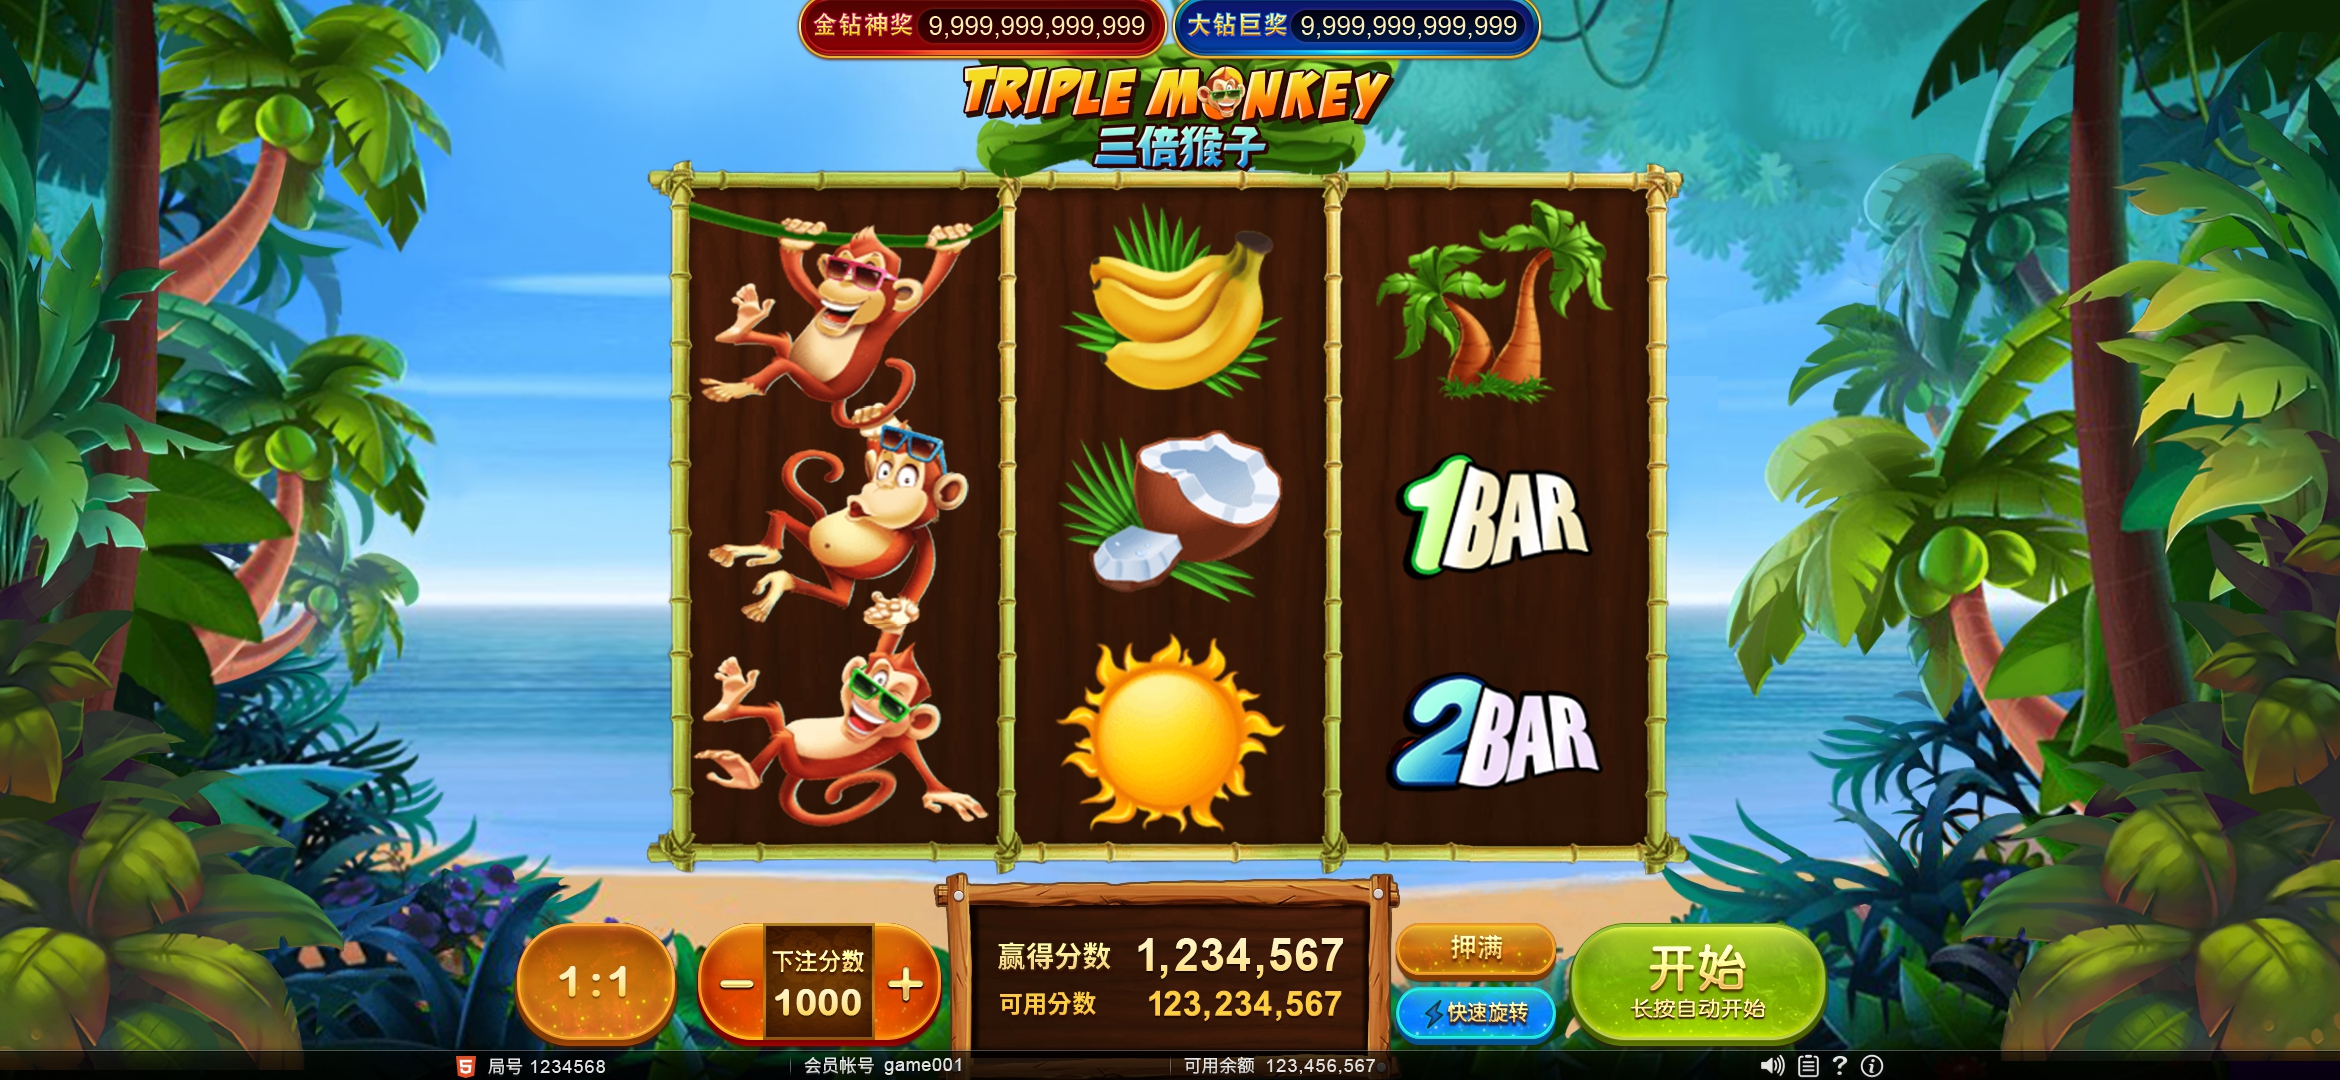 金钻神奖 9,999,999,999,999
大钻巨奖 9,999,999,999,999
TRIPLE MONKEY
三倍猴子
1BAR
2BAR
1:1
下注分数
1000
赢得分数 1,234,567
可用分数 123,234,567
押满
快速旋转
开始
长按自动开始
5 局号 1234568
会员帐号 game001
可用余额 123,456,567
?
i